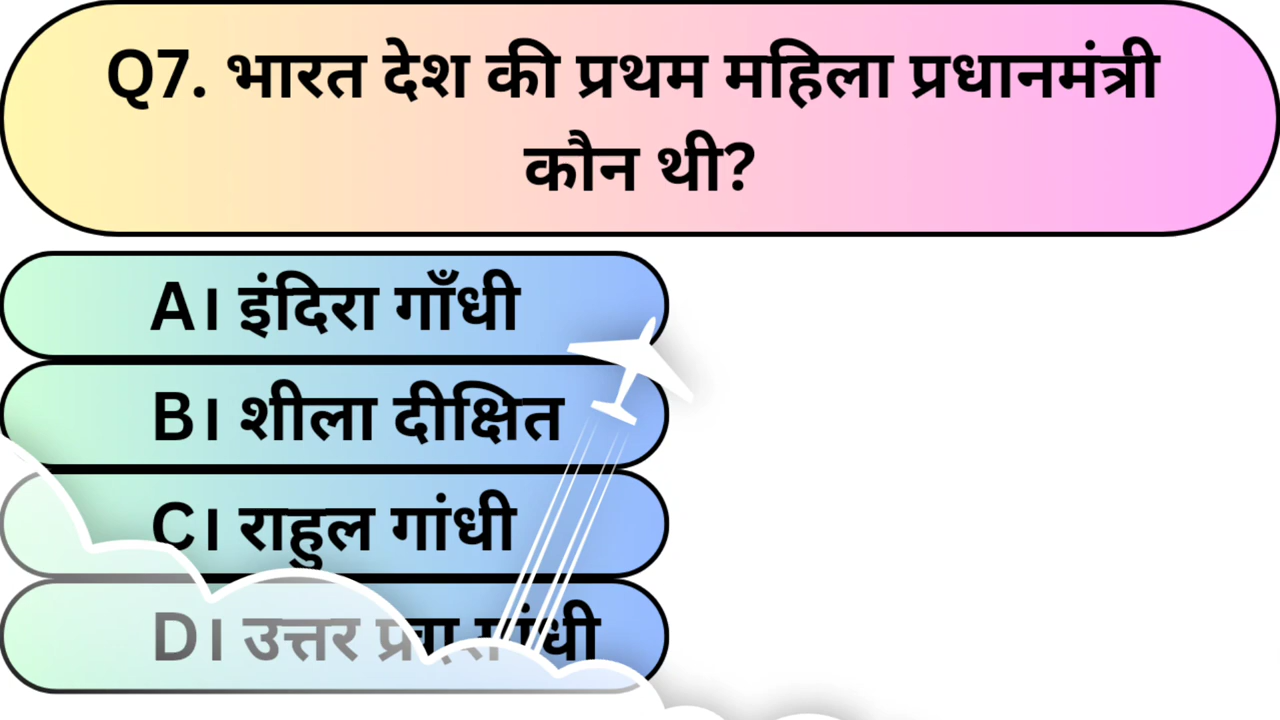 Q7. भारत देश की प्रथम महिला प्रधानमंत्री
कौन थी?
A। इंदिरा गाँधी
B। शीला दीक्षित
C। राहुल गांधी
D। उत्तर